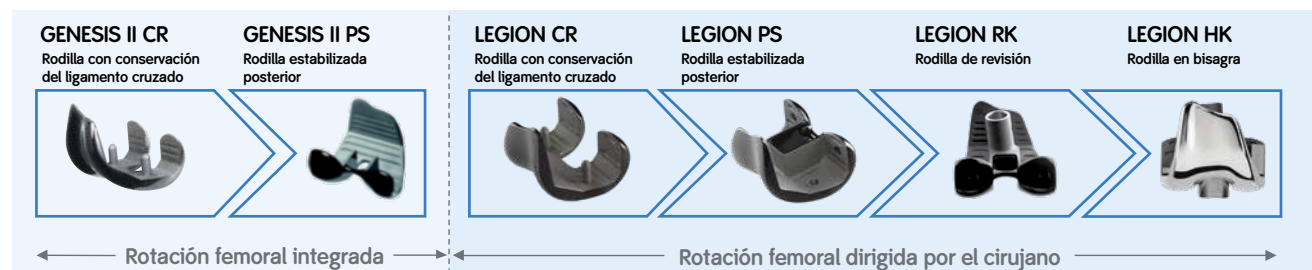 GENESIS II CR
Rodilla con conservación
del ligamento cruzado
GENESIS II PS
Rodilla estabilizada
posterior
LEGION CR
Rodilla con conservación
del ligamento cruzado
LEGION PS
Rodilla estabilizada
posterior
LEGION RK
Rodilla de revisión
LEGION HK
Rodilla en bisagra
Rotación femoral integrada
Rotación femoral dirigida por el cirujano